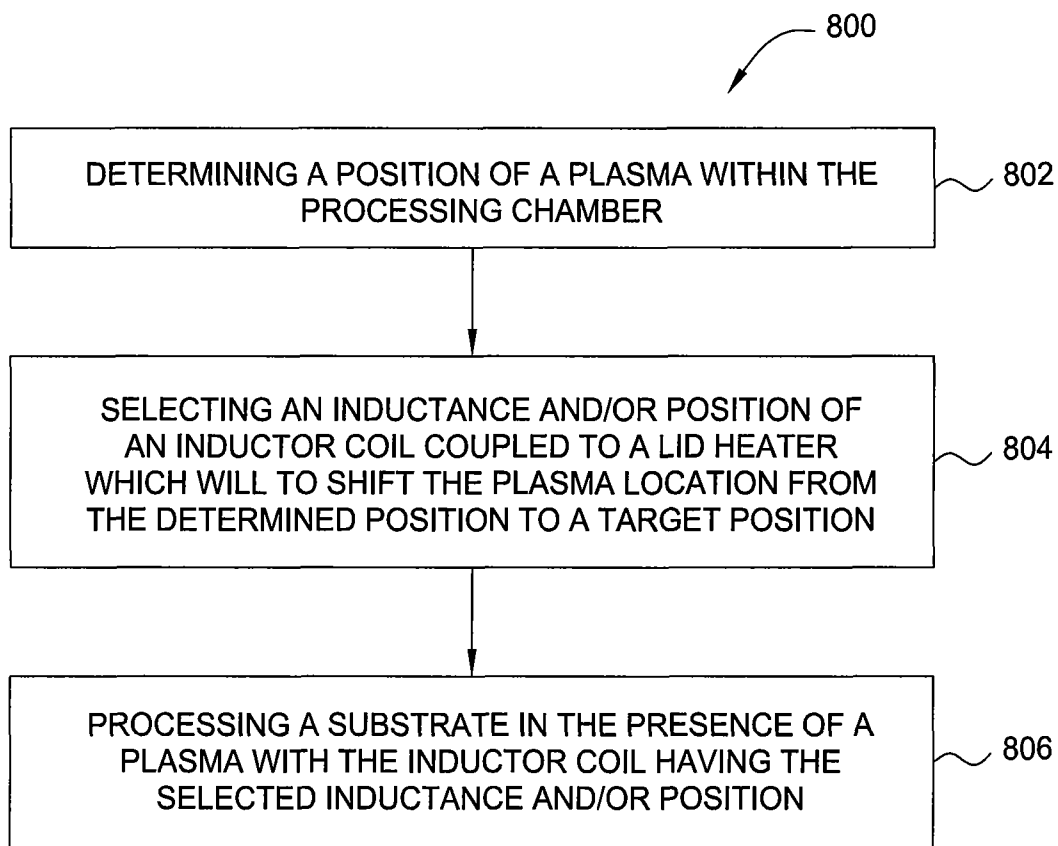 800
DETERMINING A POSITION OF A PLASMA WITHIN THE
PROCESSING CHAMBER
802
SELECTING AN INDUCTANCE AND/OR POSITION OF
AN INDUCTOR COIL COUPLED TO A LID HEATER
WHICH WILL TO SHIFT THE PLASMA LOCATION FROM
THE DETERMINED POSITION TO A TARGET POSITION
804
PROCESSING A SUBSTRATE IN THE PRESENCE OF A
PLASMA WITH THE INDUCTOR COIL HAVING THE
SELECTED INDUCTANCE AND/OR POSITION
806